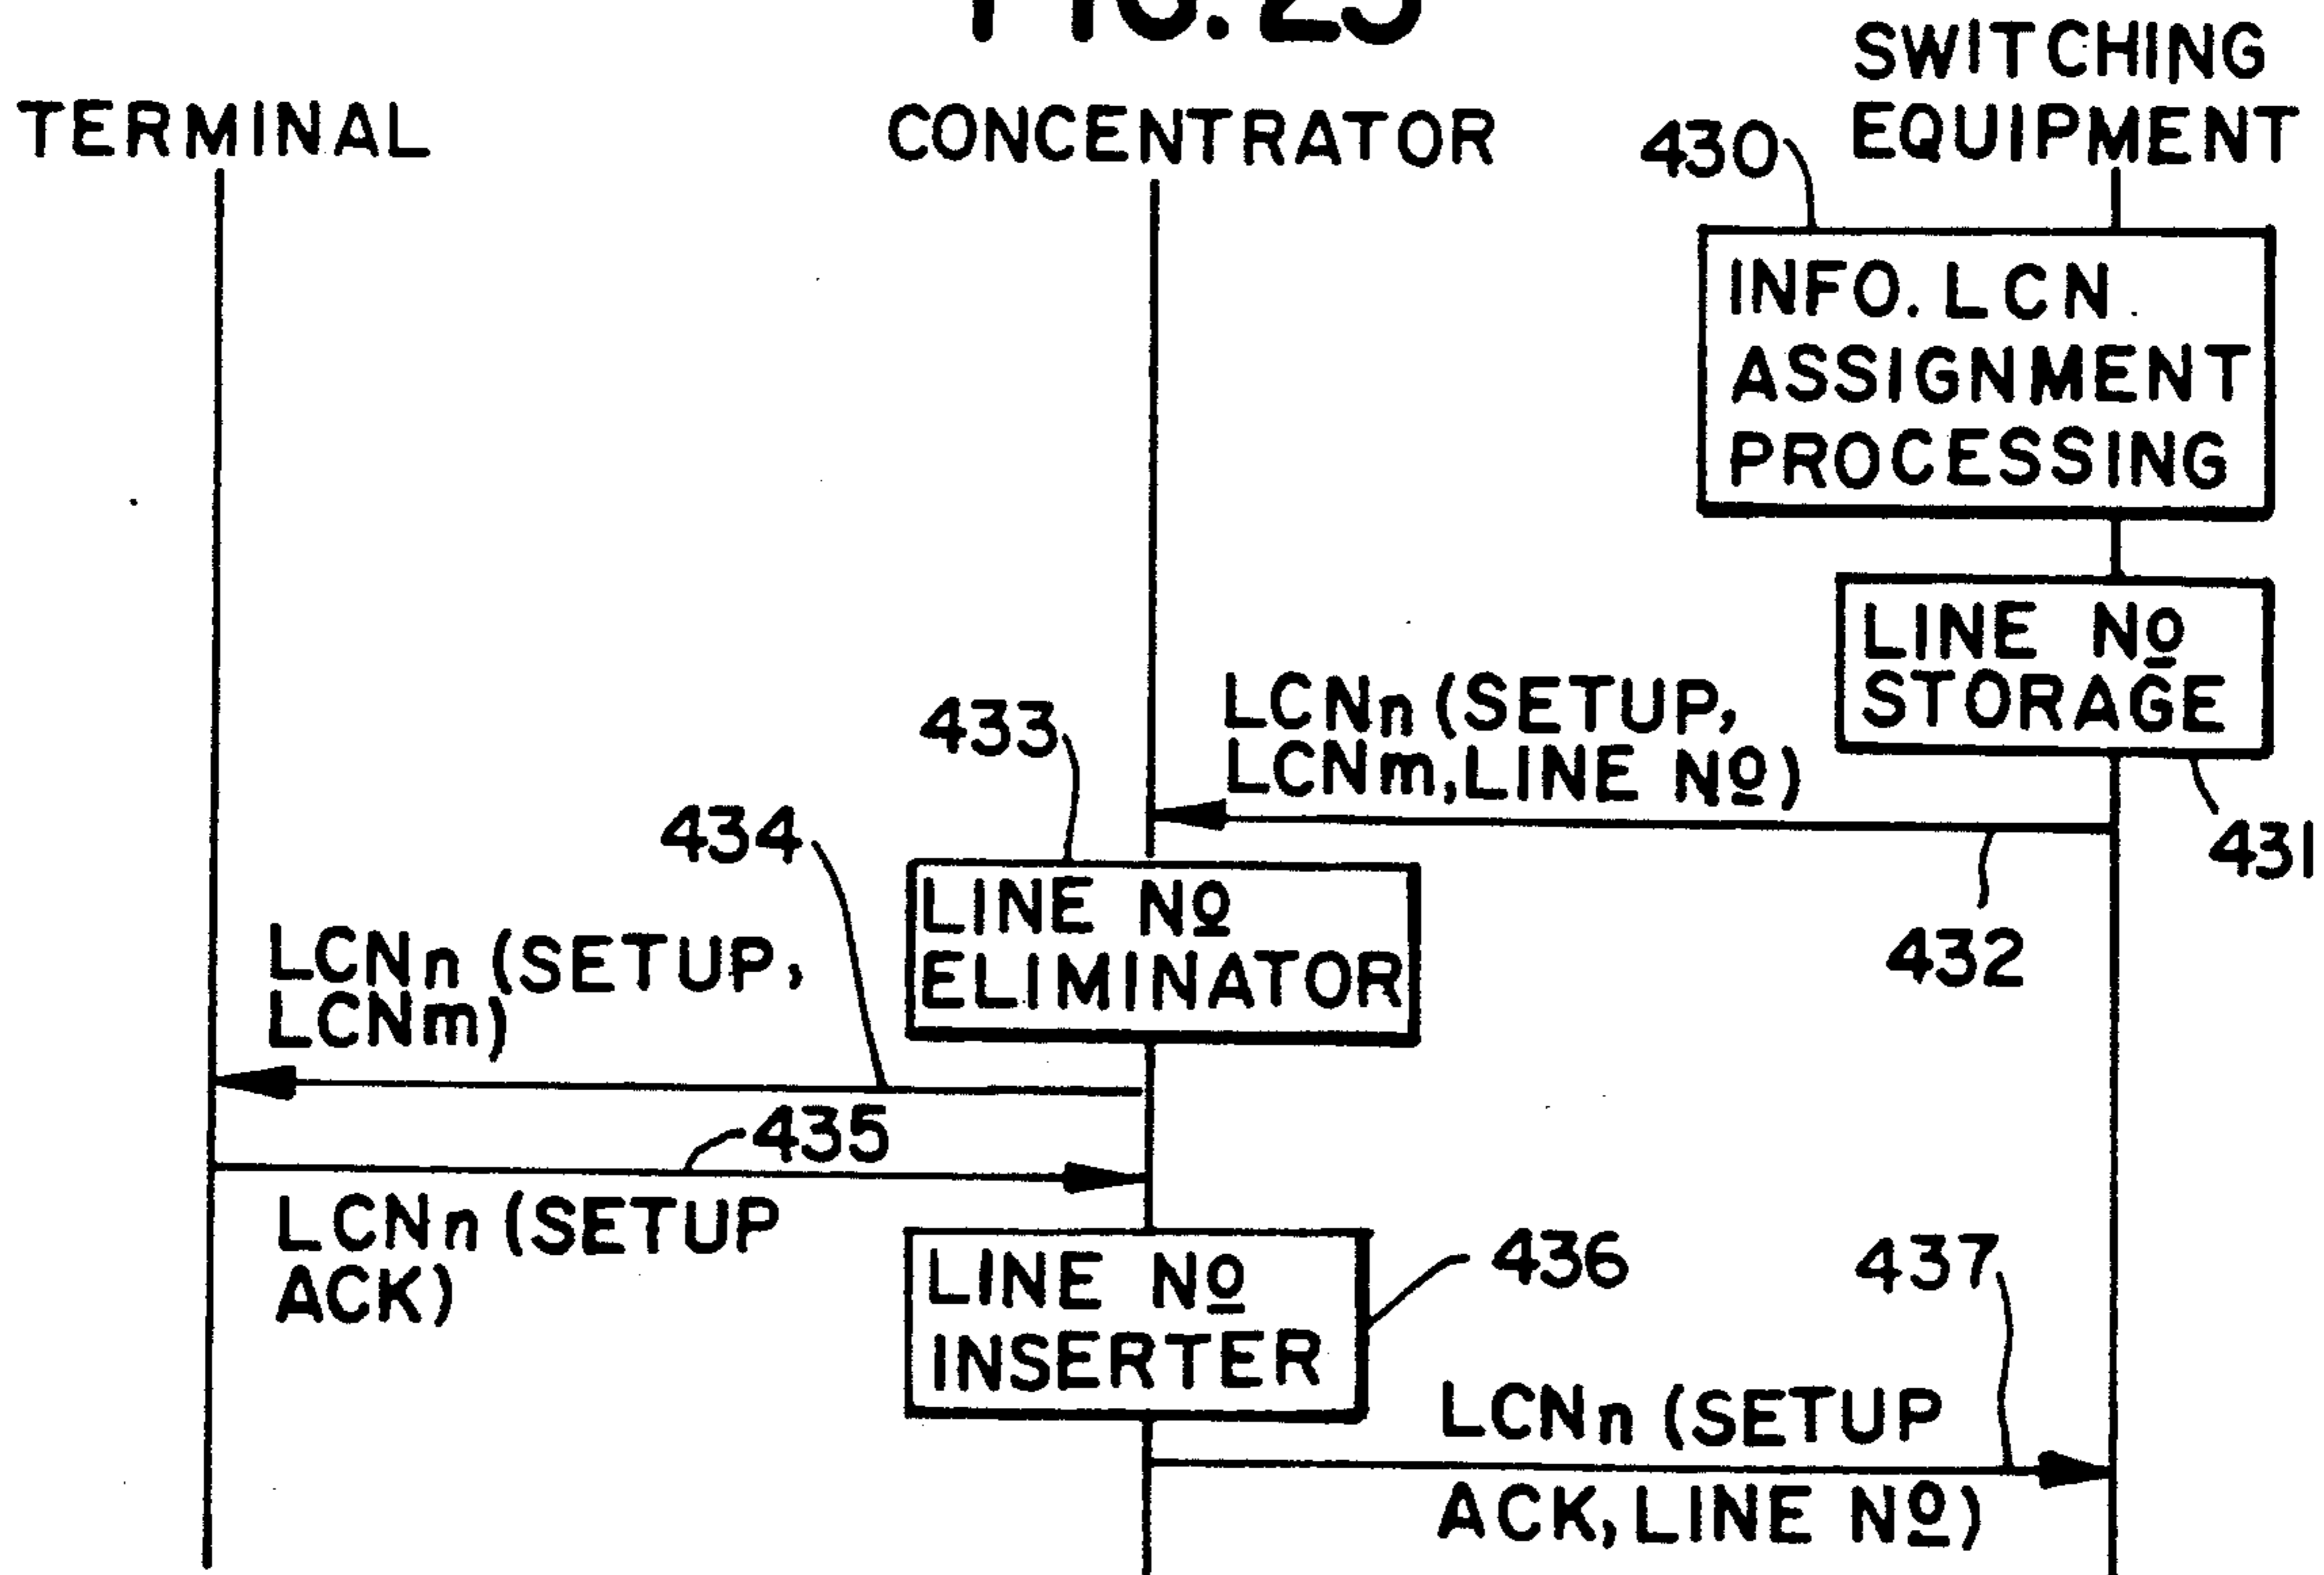 FIG. 23
TERMINAL
CONCENTRATOR
SWITCHING
EQUIPMENT
430
INFO. LCN
ASSIGNMENT
PROCESSING
LINE Nº
STORAGE
431
LCNn (SETUP,
LCNm, LINE Nº)
432
433
LINE Nº
ELIMINATOR
434
LCNn (SETUP,
LCNm)
435
LCNn (SETUP
ACK)
LINE Nº
INSERTER
436
437
LCNn (SETUP
ACK, LINE Nº)